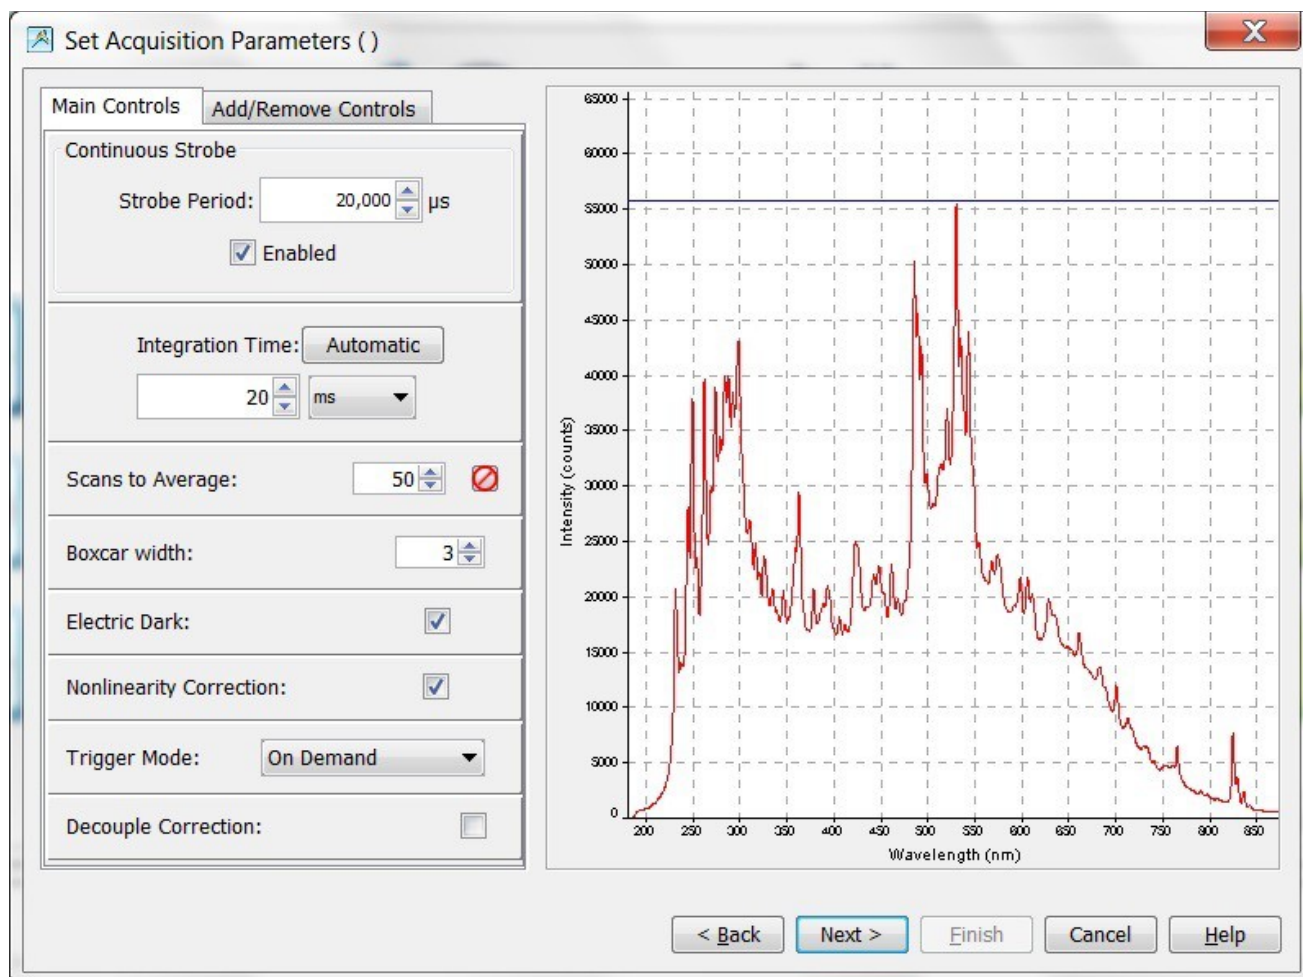 Set Acquisition Parameters ( )
Main Controls
Add/Remove Controls
Continuous Strobe
Strobe Period: 20,000 µs
Enabled
Integration Time: Automatic
20 ms
Scans to Average: 50
Boxcar width: 3
Electric Dark:
Nonlinearity Correction:
Trigger Mode: On Demand
Decouple Correction:
65000
60000
55000
50000
45000
40000
35000
30000
25000
20000
15000
10000
5000
0
Intensity (counts)
200 250 300 350 400 450 500 550 600 650 700 750 800 850
Wavelength (nm)
< Back
Next >
Finish
Cancel
Help